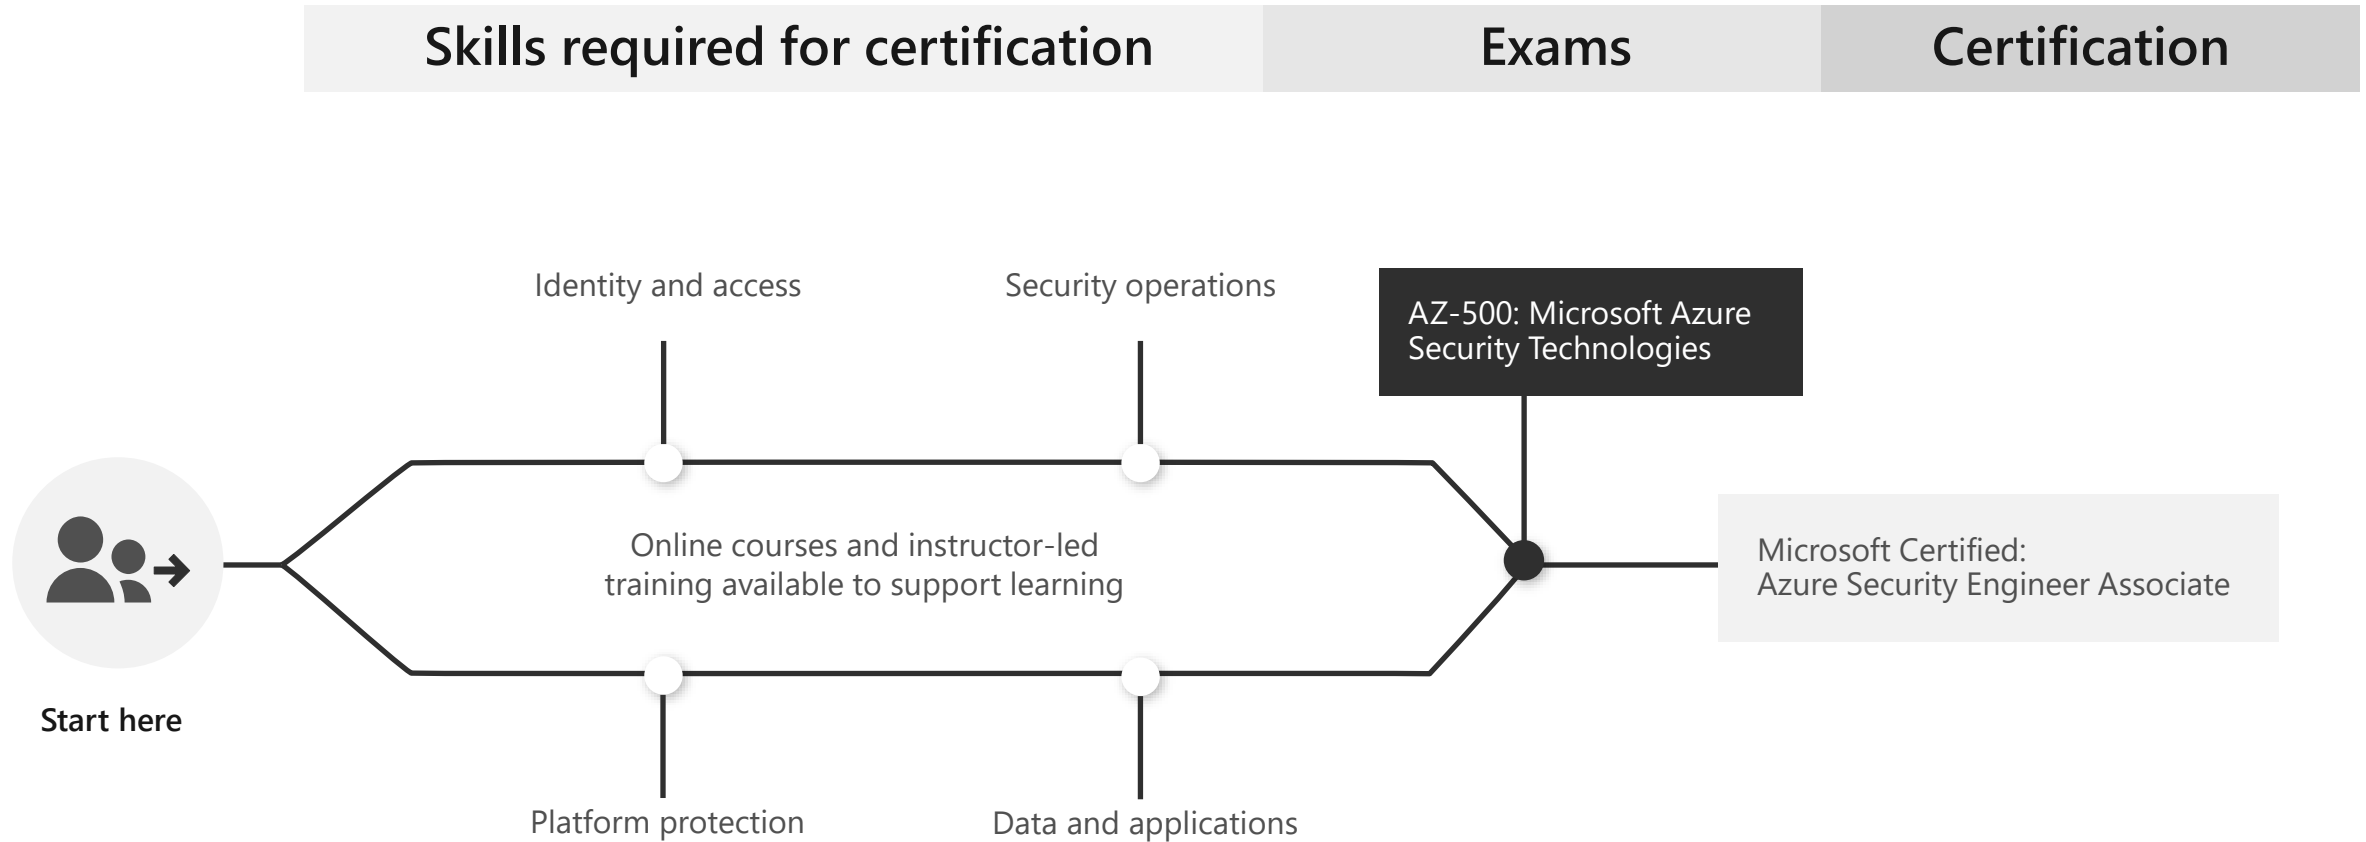 Skills required for certification
Exams
Certification
Identity and access
Security operations
AZ-500: Microsoft Azure
Security Technologies
Online courses and instructor-led
training available to support learning
Microsoft Certified:
Azure Security Engineer Associate
Start here
Platform protection
Data and applications